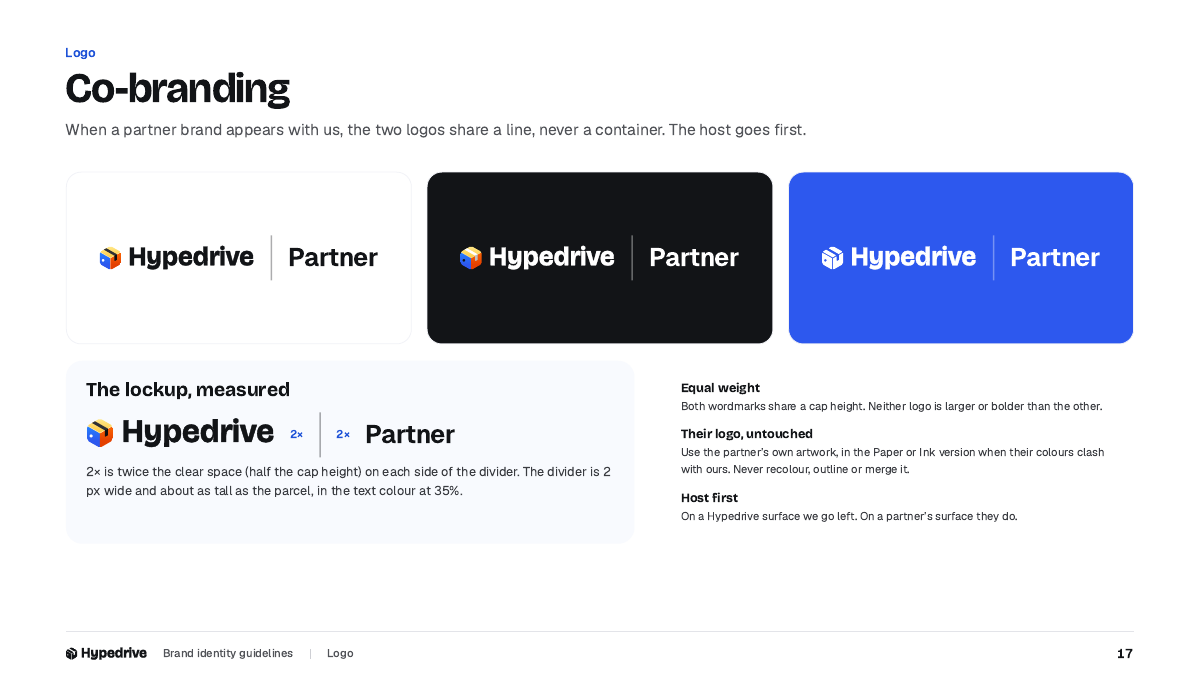 Logo
Co-branding
When a partner brand appears with us, the two logos share a line, never a container. The host goes first.
Hypedrive | Partner
Hypedrive | Partner
Hypedrive | Partner
The lockup, measured
Hypedrive 2× | 2× Partner
2× is twice the clear space (half the cap height) on each side of the divider. The divider is 2
px wide and about as tall as the parcel, in the text colour at 35%.
Equal weight
Both wordmarks share a cap height. Neither logo is larger or bolder than the other.
Their logo, untouched
Use the partner's own artwork, in the Paper or Ink version when their colours clash
with ours. Never recolour, outline or merge it.
Host first
On a Hypedrive surface we go left. On a partner's surface they do.
Hypedrive Brand identity guidelines | Logo 17